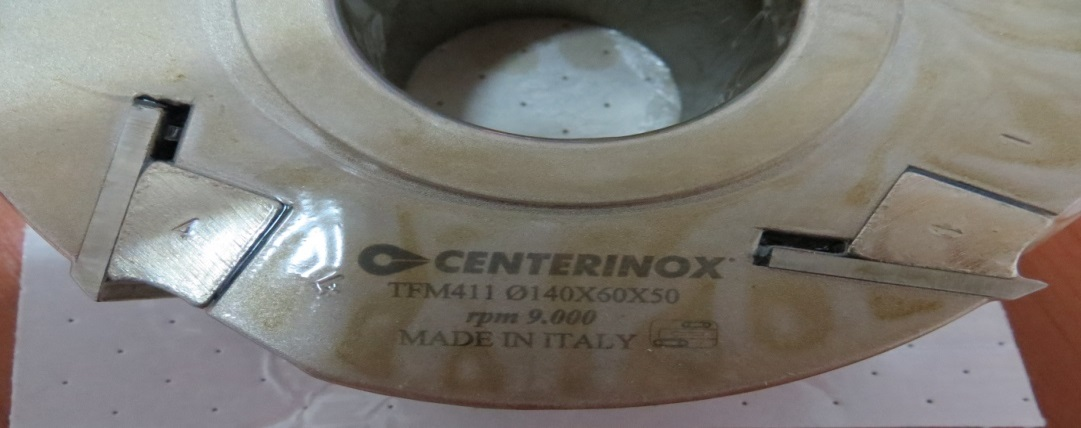 CENTERINOX
TFM411 Ø140X60X50
rpm 9.000
MADE IN ITALY